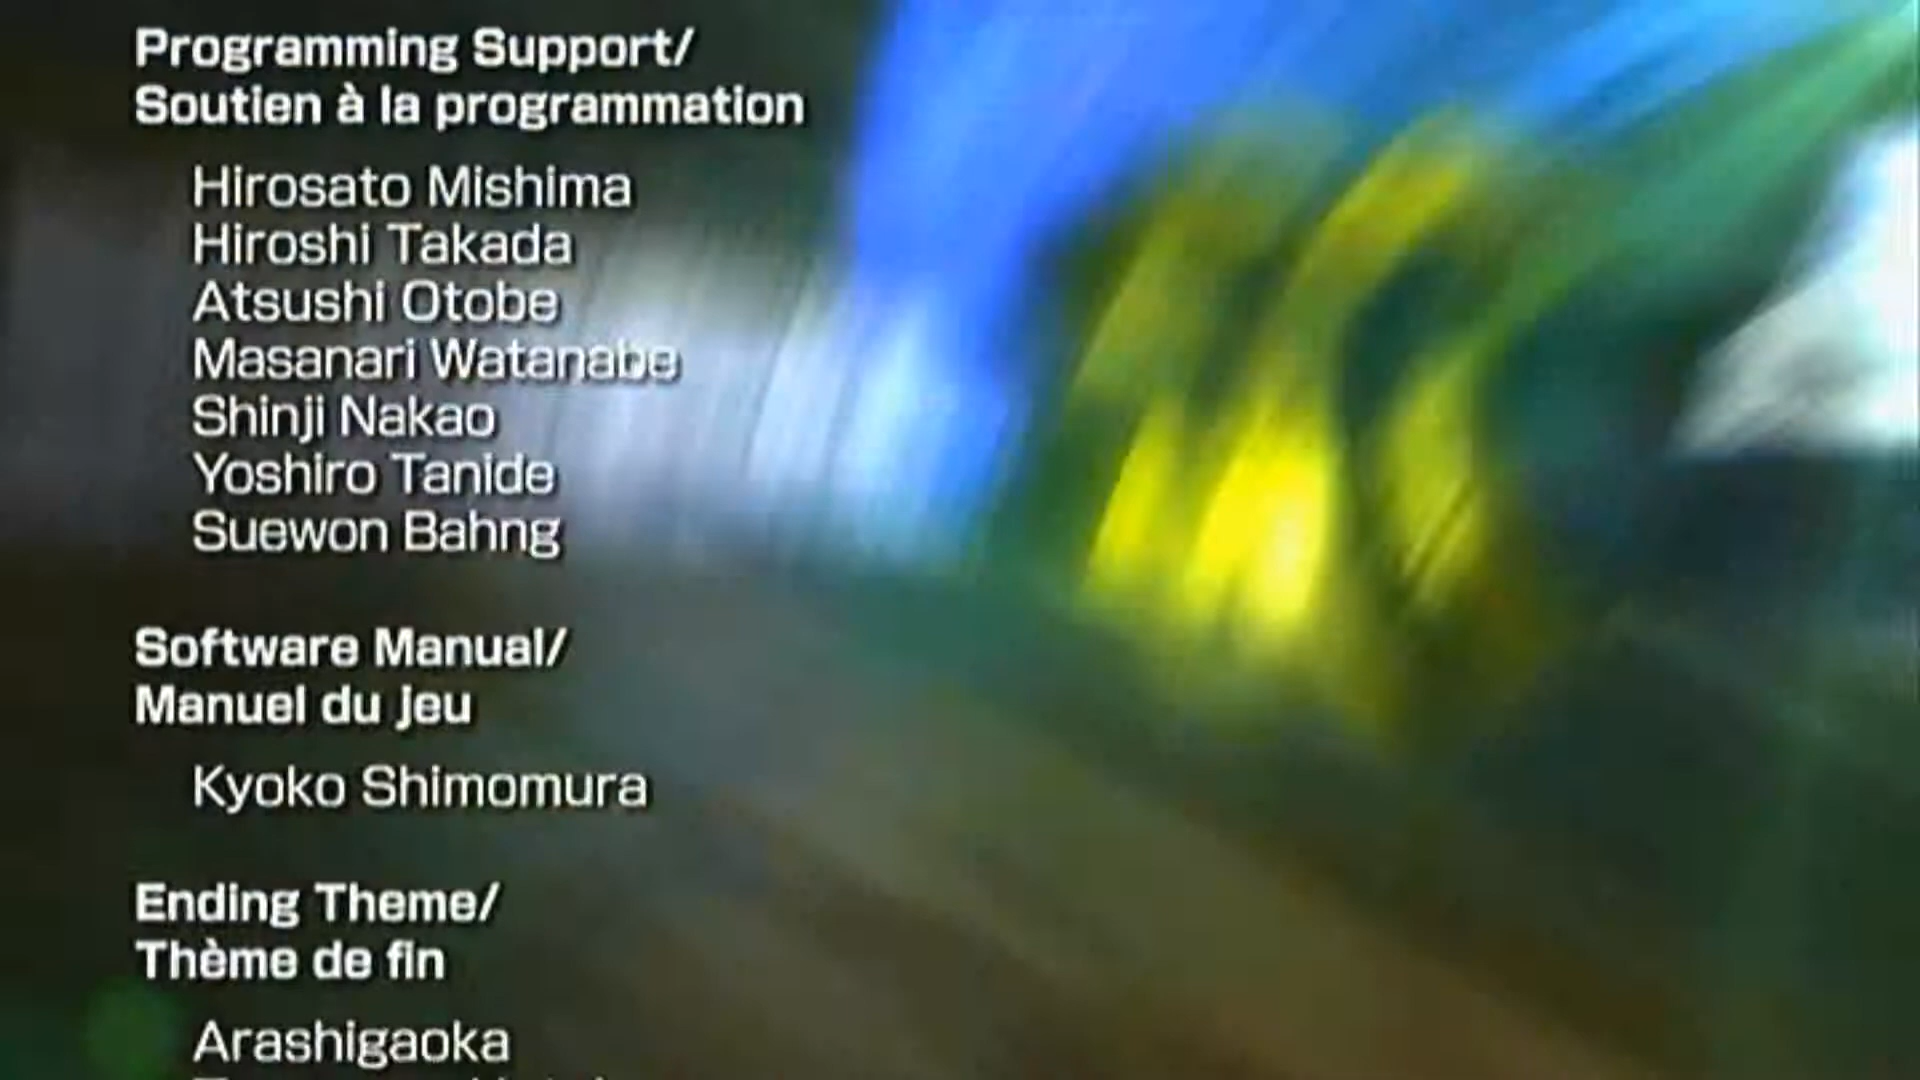 Programming Support/
Soutien à la programmation
Hirosato Mishima
Hiroshi Takada
Atsushi Otobe
Masanari Watanabe
Shinji Nakao
Yoshiro Tanide
Suewon Bahng
Software Manual/
Manuel du jeu
Kyoko Shimomura
Ending Theme/
Thème de fin
Arashigaoka